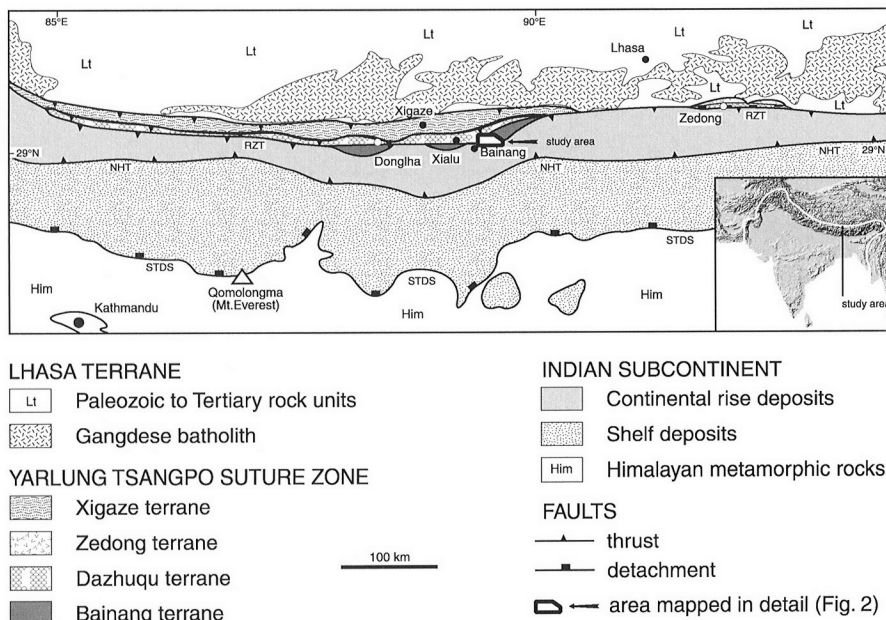 85°E
90°E
Lt
Lt
Lt
Lt
Lt
Lhasa
Lt
Lt
Xigaze
Zedong
RZT
RZT
29°N
NHT
Donglha
Xialu
Bainang
study area
NHT
NHT
29°N
STDS
STDS
STDS
Him
Qomolongma
(Mt.Everest)
Kathmandu
Him
Him
study area
LHASA TERRANE
Lt Paleozoic to Tertiary rock units
Gangdese batholith
YARLUNG TSANGPO SUTURE ZONE
Xigaze terrane
Zedong terrane
Dazhuqu terrane
Bainang terrane
100 km
INDIAN SUBCONTINENT
Continental rise deposits
Shelf deposits
Him Himalayan metamorphic rocks
FAULTS
thrust
detachment
area mapped in detail (Fig. 2)